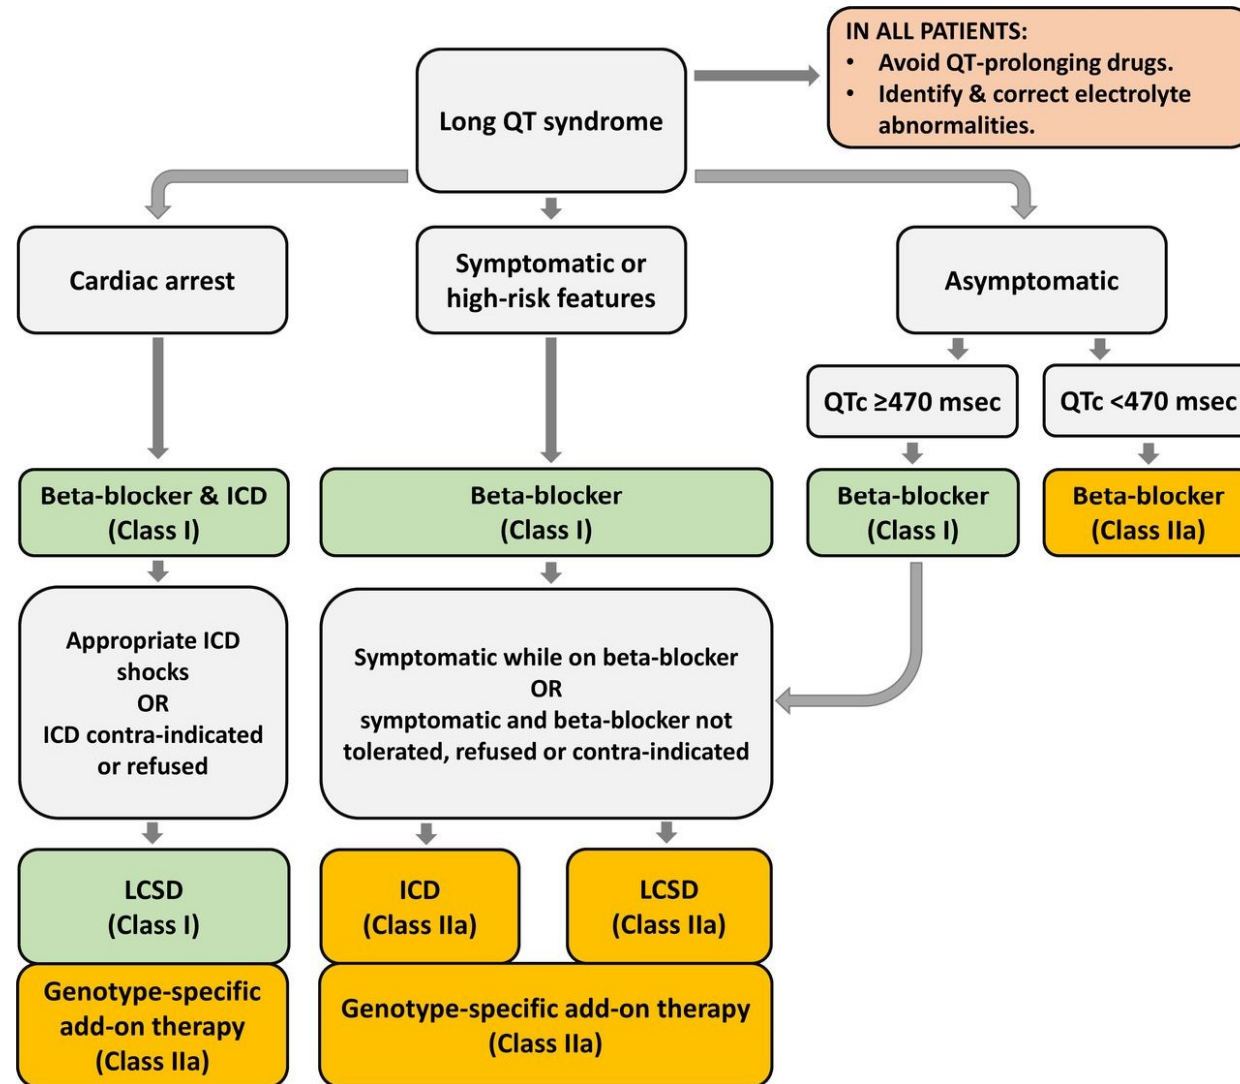 IN ALL PATIENTS:
• Avoid QT-prolonging drugs.
• Identify & correct electrolyte
abnormalities.
Long QT syndrome
Cardiac arrest
Symptomatic or
high-risk features
Asymptomatic
QTc ≥470 msec
QTc <470 msec
Beta-blocker & ICD
(Class I)
Beta-blocker
(Class I)
Beta-blocker
(Class I)
Beta-blocker
(Class IIa)
Appropriate ICD
shocks
OR
ICD contra-indicated
or refused
Symptomatic while on beta-blocker
OR
symptomatic and beta-blocker not
tolerated, refused or contra-indicated
LCSD
(Class I)
ICD
(Class IIa)
LCSD
(Class IIa)
Genotype-specific
add-on therapy
(Class IIa)
Genotype-specific add-on therapy
(Class IIa)